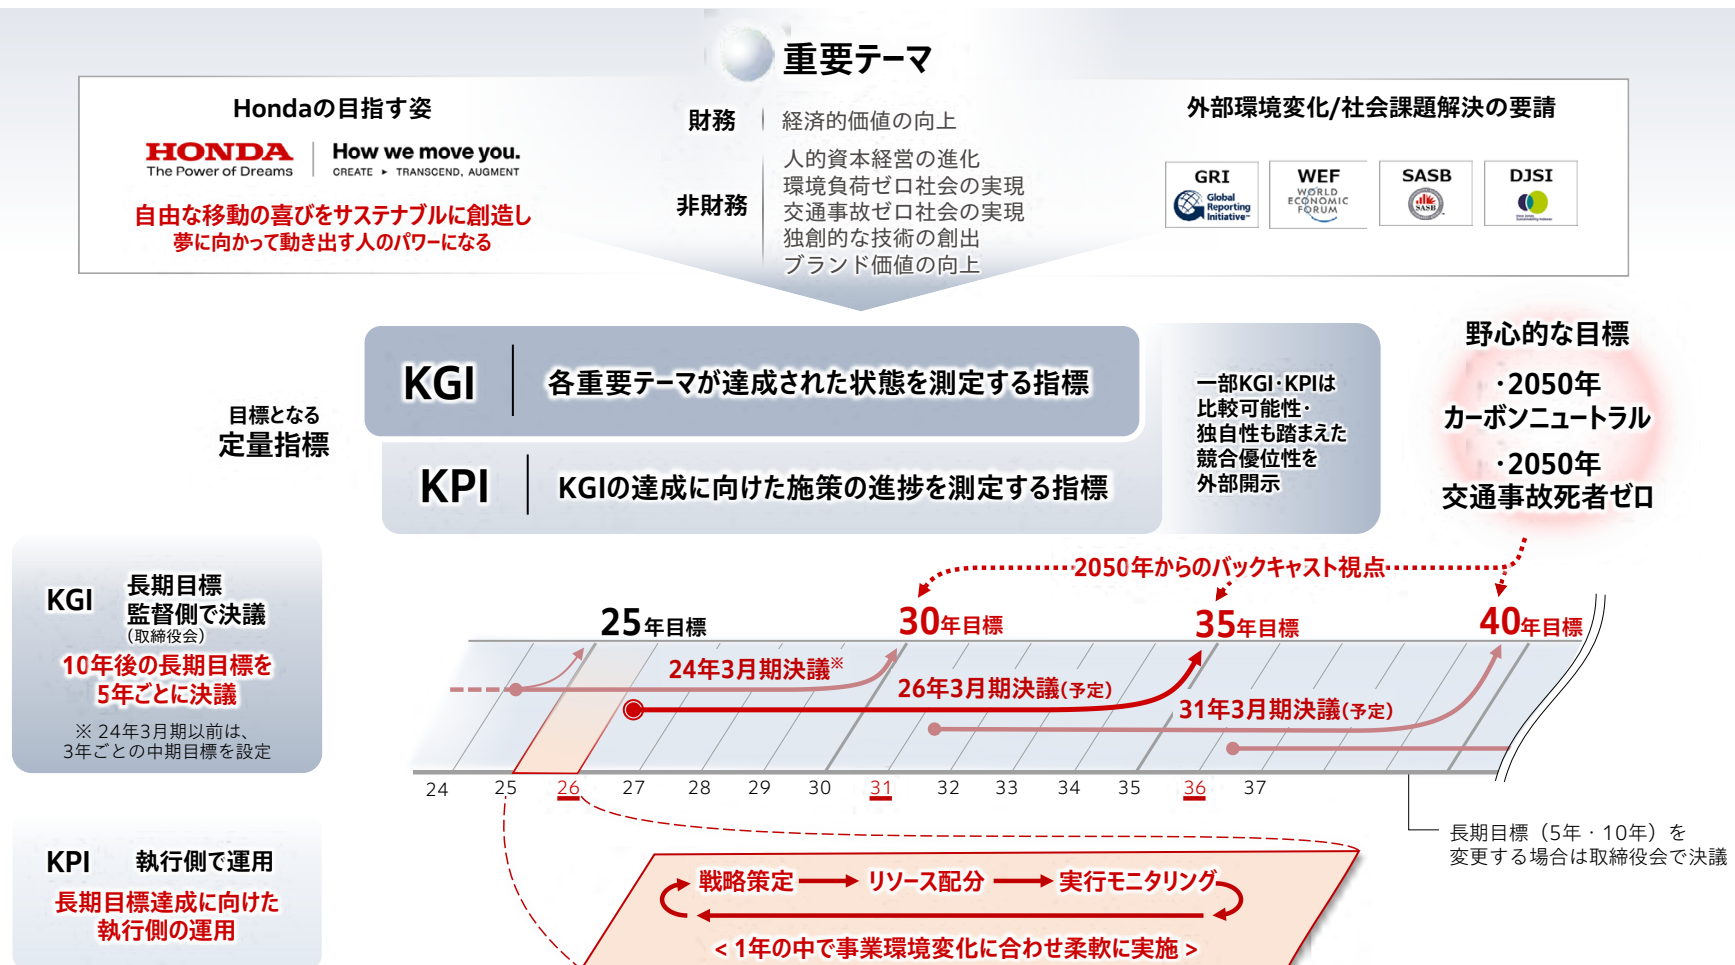 重要テーマ
Hondaの目指す姿
HONDA
The Power of Dreams
How we move you.
CREATE ▸ TRANSCEND, AUGMENT
自由な移動の喜びをサステナブルに創造し
夢に向かって動き出す人のパワーになる
財務
経済的価値の向上
非財務
人的資本経営の進化
環境負荷ゼロ社会の実現
交通事故ゼロ社会の実現
独創的な技術の創出
ブランド価値の向上
外部環境変化/社会課題解決の要請
GRI
Global
Reporting
Initiative
WEF
WORLD
ECONOMIC
FORUM
SASB
SASB
DJSI
KGI
各重要テーマが達成された状態を測定する指標
目標となる
定量指標
KPI
KGIの達成に向けた施策の進捗を測定する指標
一部KGI・KPIは
比較可能性・
独自性も踏まえた
競合優位性を
外部開示
野心的な目標
・2050年
カーボンニュートラル
・2050年
交通事故死者ゼロ
KGI
長期目標
監督側で決議
(取締役会)
10年後の長期目標を
5年ごとに決議
※ 24年3月期以前は、
3年ごとの中期目標を設定
2050年からのバックキャスト視点
25年目標
30年目標
35年目標
40年目標
24年3月期決議※
26年3月期決議(予定)
31年3月期決議(予定)
24 25 26 27 28 29 30 31 32 33 34 35 36 37
長期目標（5年・10年）を
変更する場合は取締役会で決議
KPI 執行側で運用
長期目標達成に向けた
執行側の運用
戦略策定 リソース配分 実行モニタリング
< 1年の中で事業環境変化に合わせ柔軟に実施 >